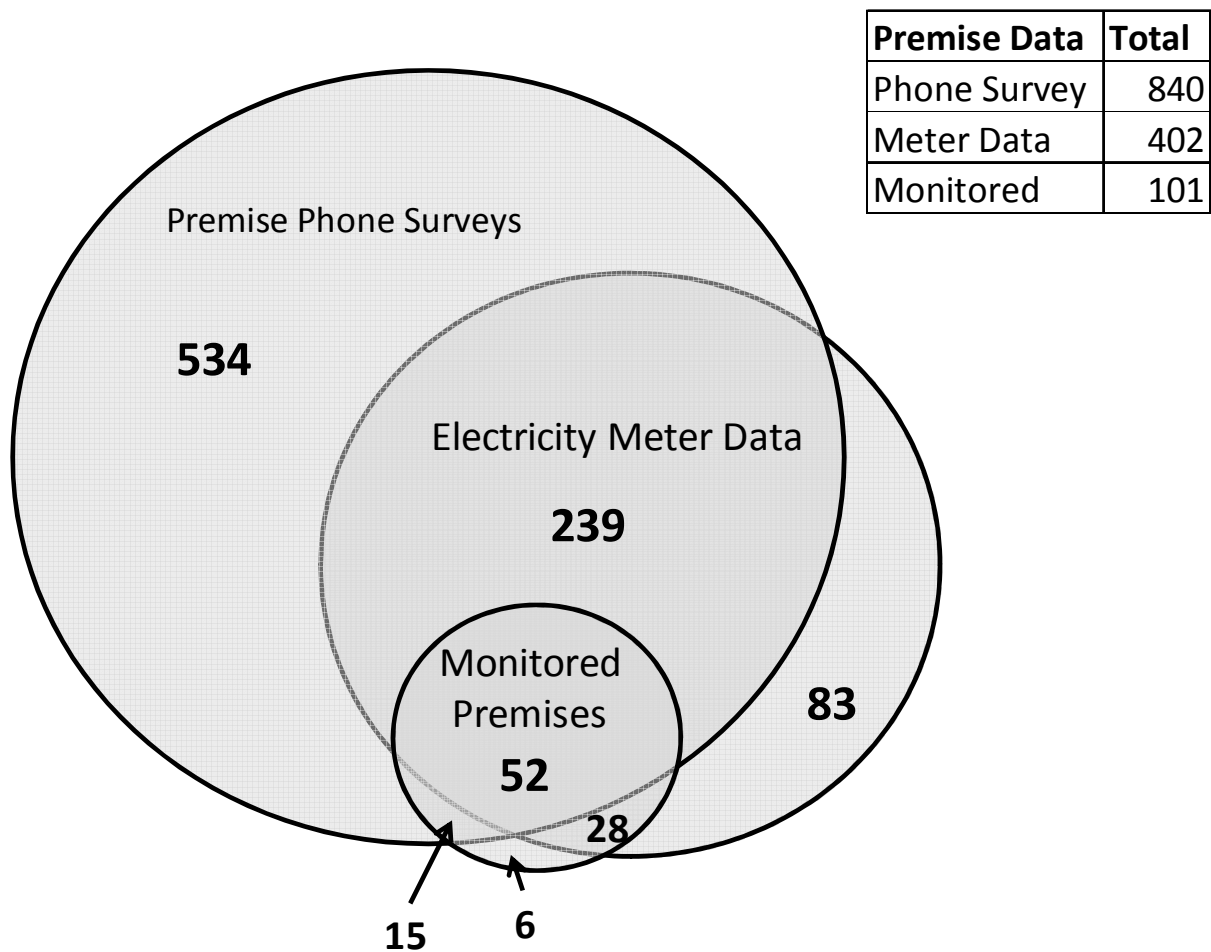 Premise Data Total
Phone Survey 840
Meter Data 402
Monitored 101
Premise Phone Surveys
534
Electricity Meter Data
239
Monitored
Premises
52
83
28
15
6